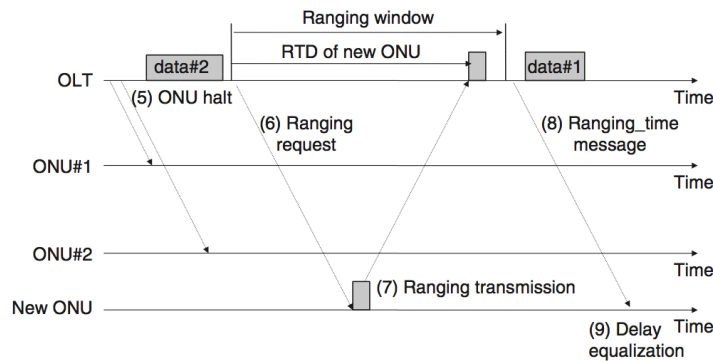 Ranging window
RTD of new ONU
data#2
data#1
OLT
Time
(5) ONU halt
(6) Ranging
request
(8) Ranging_time
message
ONU#1
Time
ONU#2
Time
(7) Ranging transmission
New ONU
Time
(9) Delay
equalization